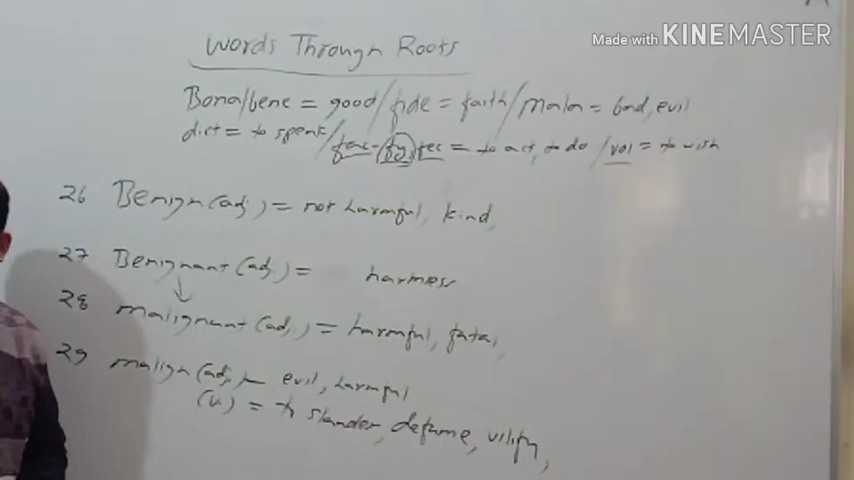 Made with KINEMASTER
Words Through Roots
Bona/bene = good/fide = faith/mala = bad, evil
dict = to speak/fac-fy, fec = to act, to do/vol = to wish
26 Benign (adj.) = not harmful, kind,
27 Benignant (adj.) = harmless
28 Malignant (adj.) = harmful, fatal,
29 Malign (adj.) – evil, harmful
(v.) = to slander, defame, vilify,